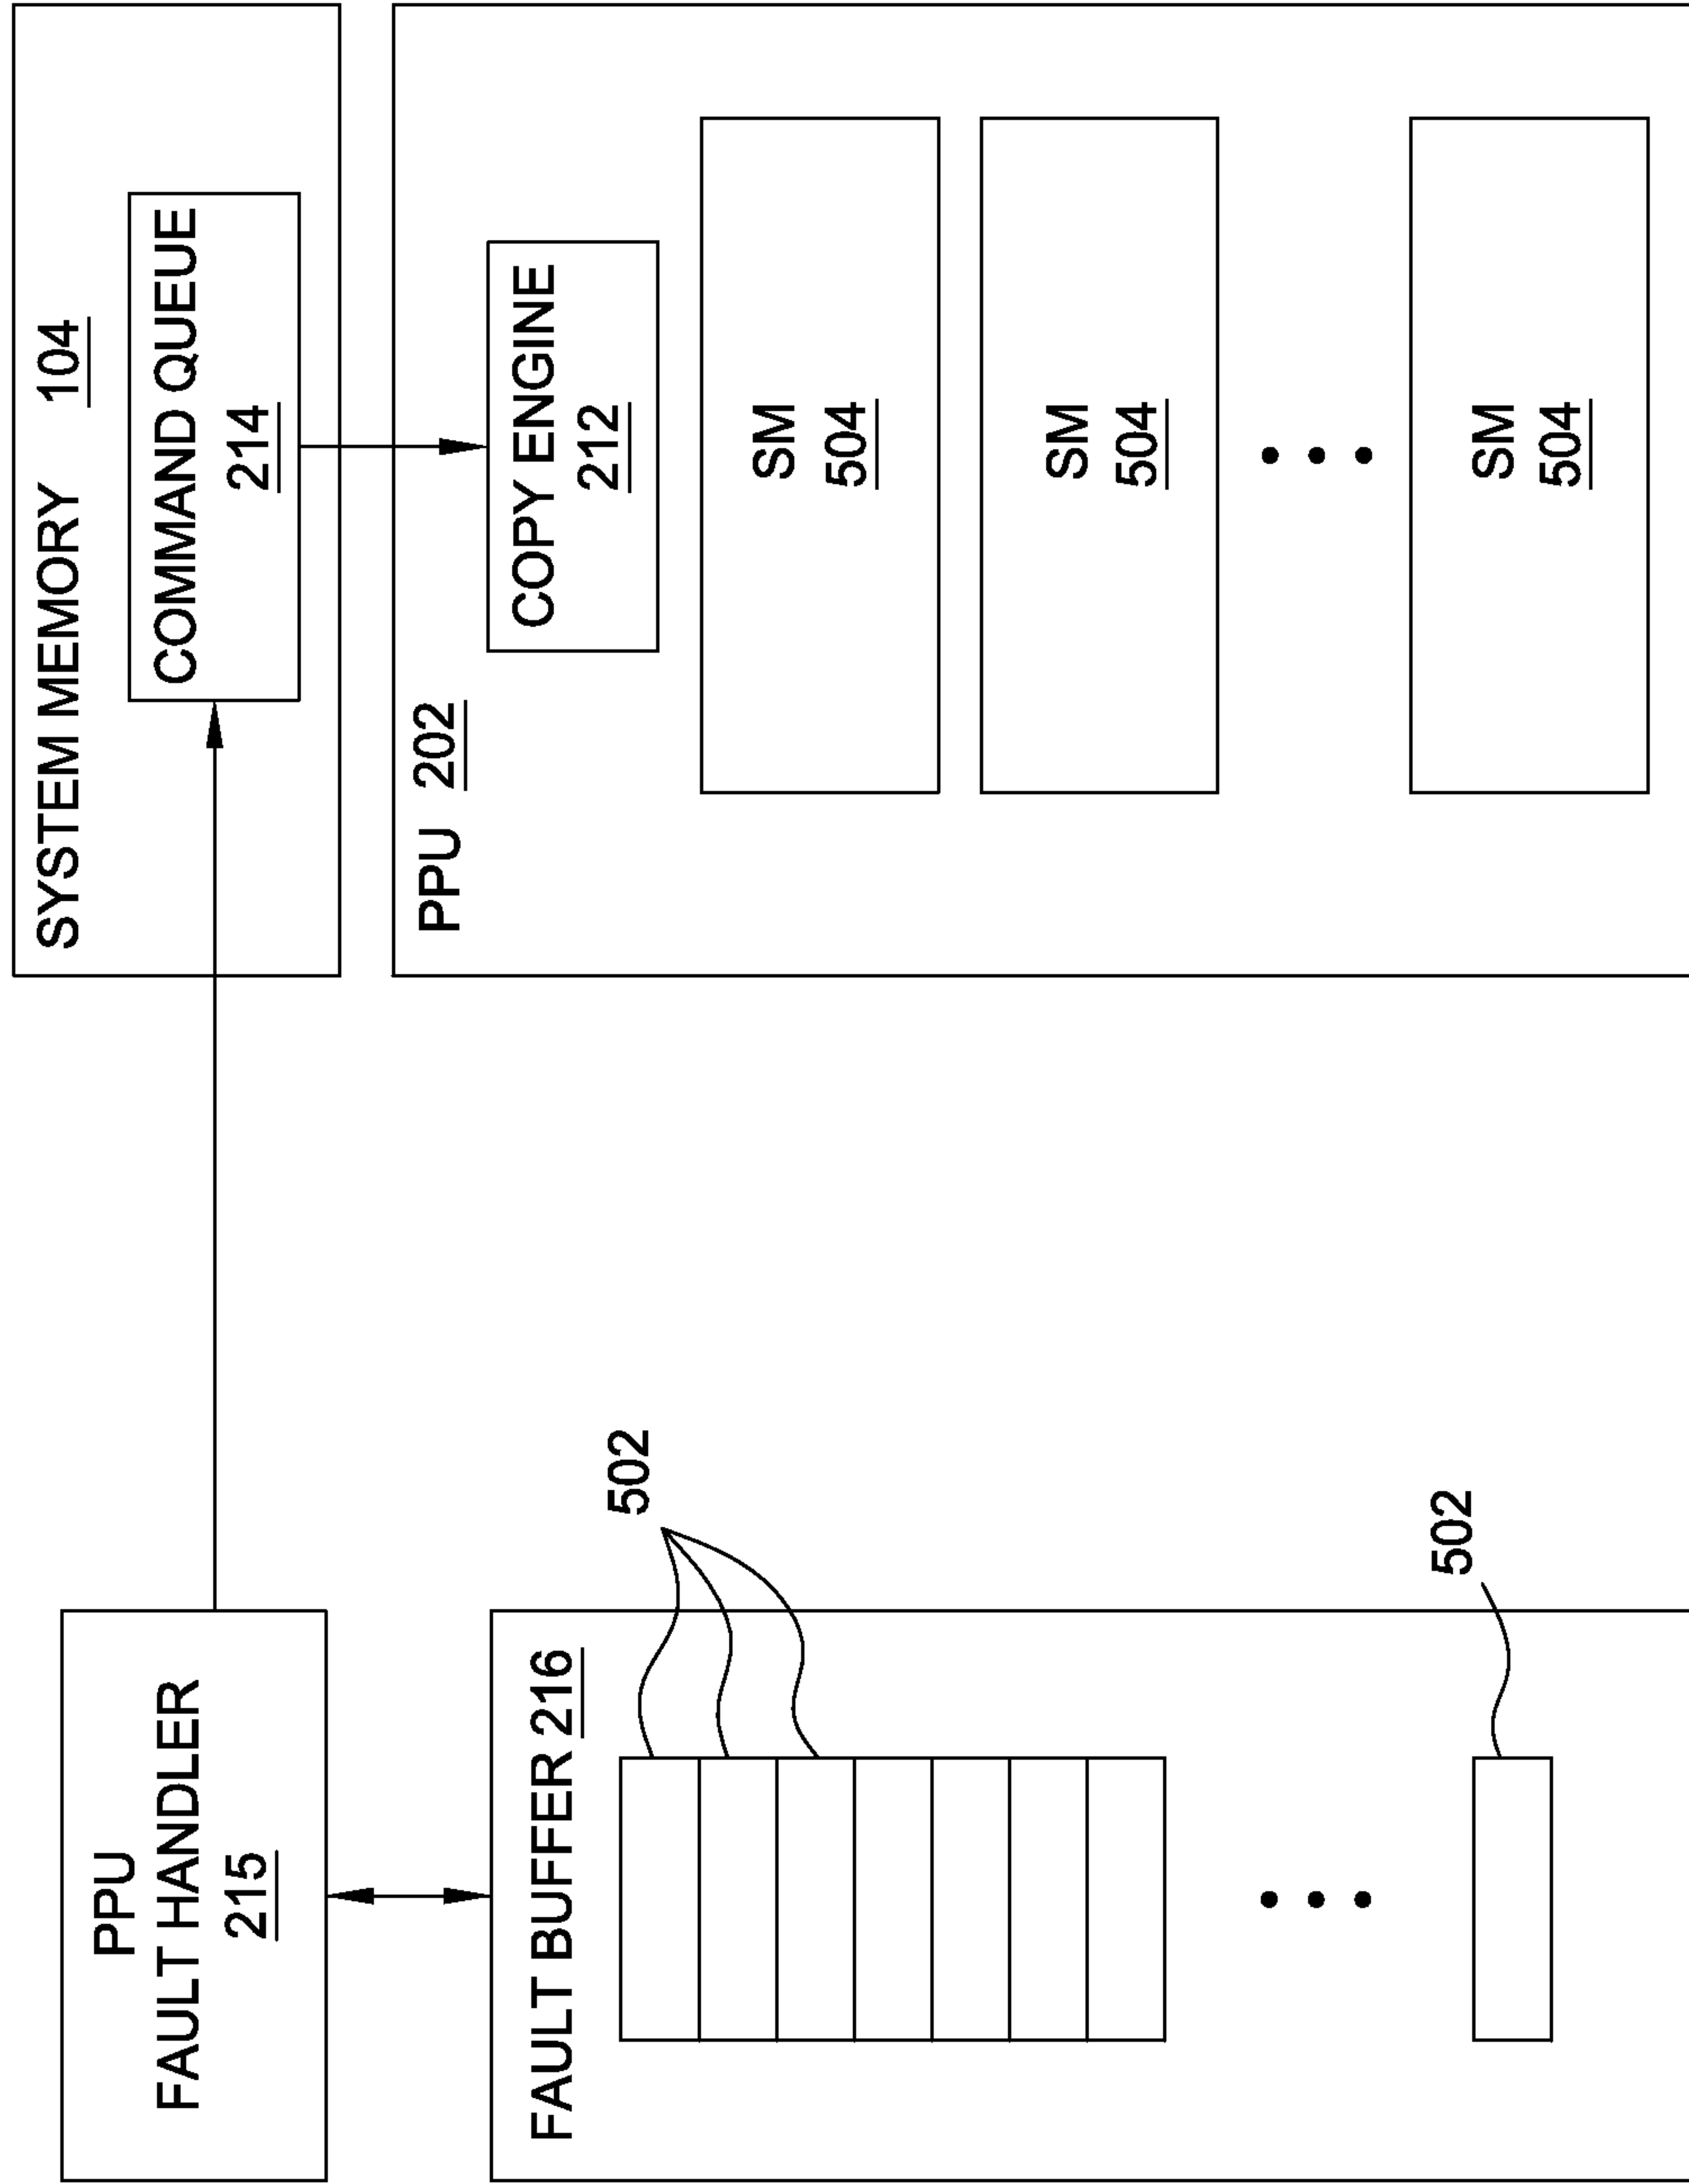 PPU
FAULT HANDLER
215
SYSTEM MEMORY 104
COMMAND QUEUE
214
FAULT BUFFER 216
502
502
PPU 202
COPY ENGINE
212
SM
504
SM
504
SM
504